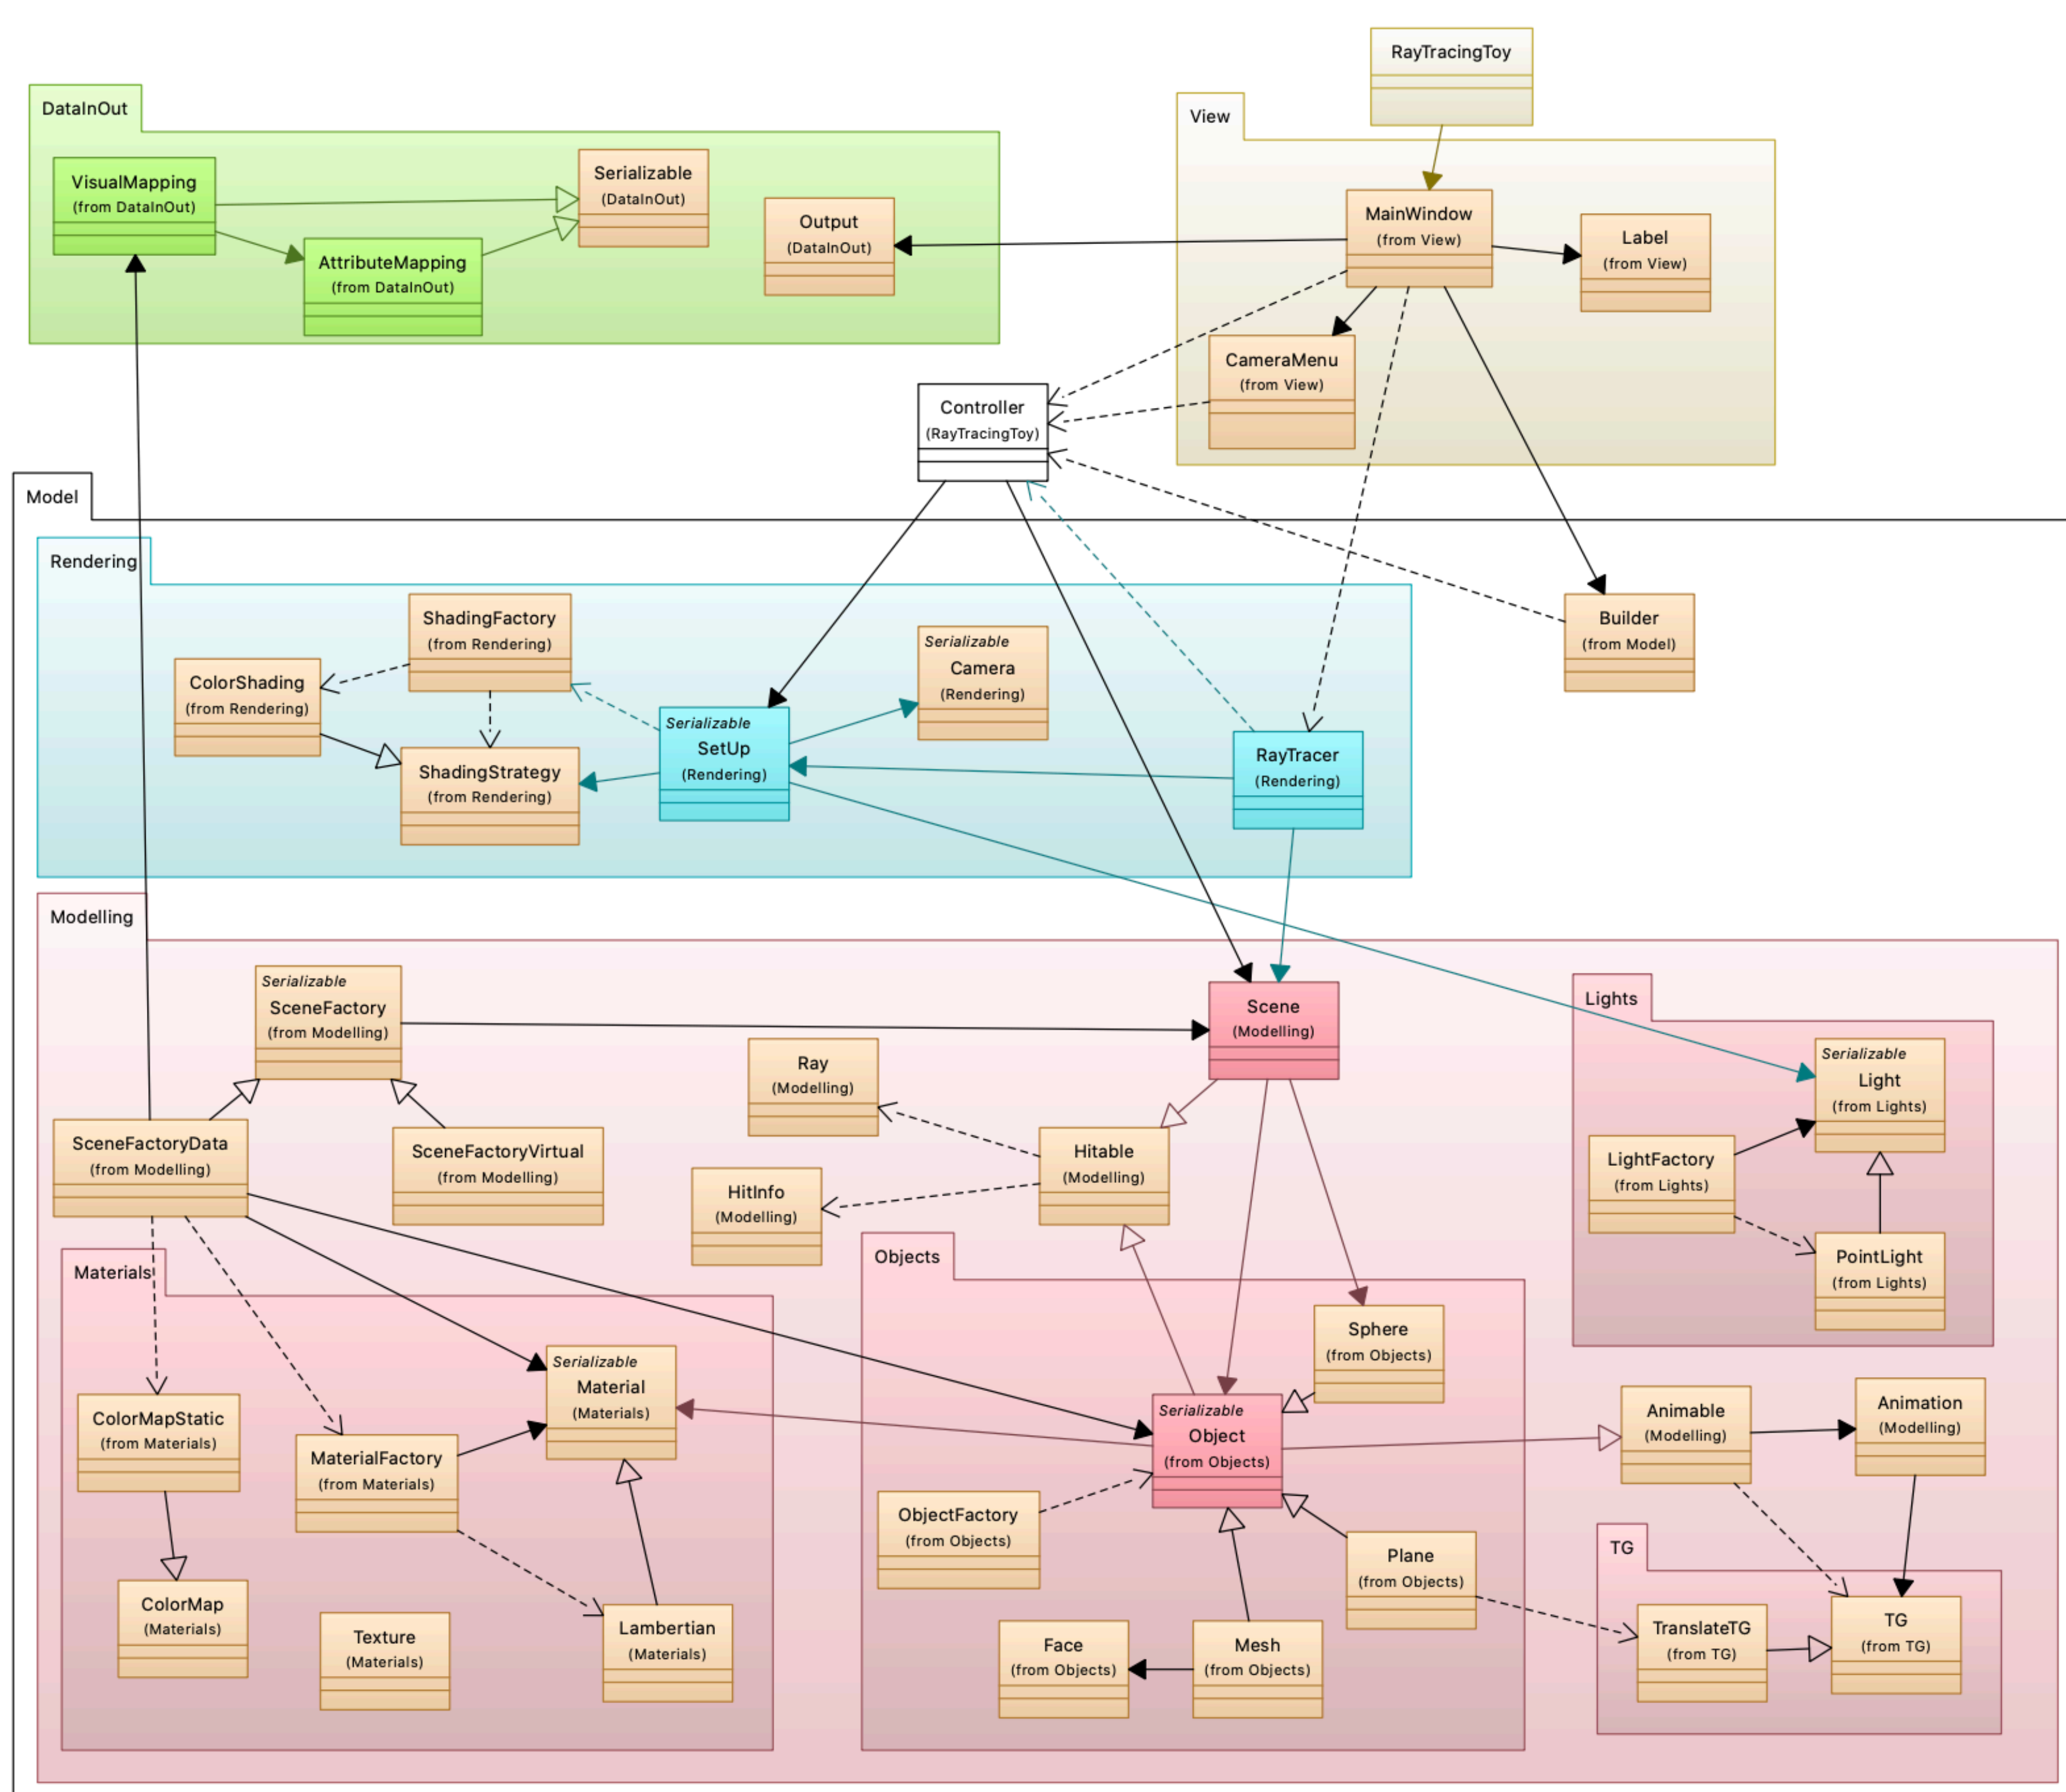 RayTracingToy
DataInOut
View
VisualMapping
(from DataInOut)
Serializable
(DataInOut)
Output
(DataInOut)
AttributeMapping
(from DataInOut)
MainWindow
(from View)
Label
(from View)
CameraMenu
(from View)
Controller
(RayTracingToy)
Model
Rendering
ShadingFactory
(from Rendering)
Builder
(from Model)
ColorShading
(from Rendering)
Serializable
Camera
(Rendering)
Serializable
SetUp
(Rendering)
RayTracer
(Rendering)
ShadingStrategy
(from Rendering)
Modelling
Serializable
SceneFactory
(from Modelling)
Scene
(Modelling)
Lights
Ray
(Modelling)
Serializable
Light
(from Lights)
SceneFactoryData
(from Modelling)
SceneFactoryVirtual
(from Modelling)
Hitable
(Modelling)
LightFactory
(from Lights)
HitInfo
(Modelling)
PointLight
(from Lights)
Materials
Objects
Sphere
(from Objects)
Serializable
Material
(Materials)
ColorMapStatic
(from Materials)
MaterialFactory
(from Materials)
Serializable
Object
(from Objects)
Animable
(Modelling)
Animation
(Modelling)
ObjectFactory
(from Objects)
Plane
(from Objects)
TG
ColorMap
(Materials)
Texture
(Materials)
Lambertian
(Materials)
Face
(from Objects)
Mesh
(from Objects)
TranslateTG
(from TG)
TG
(from TG)